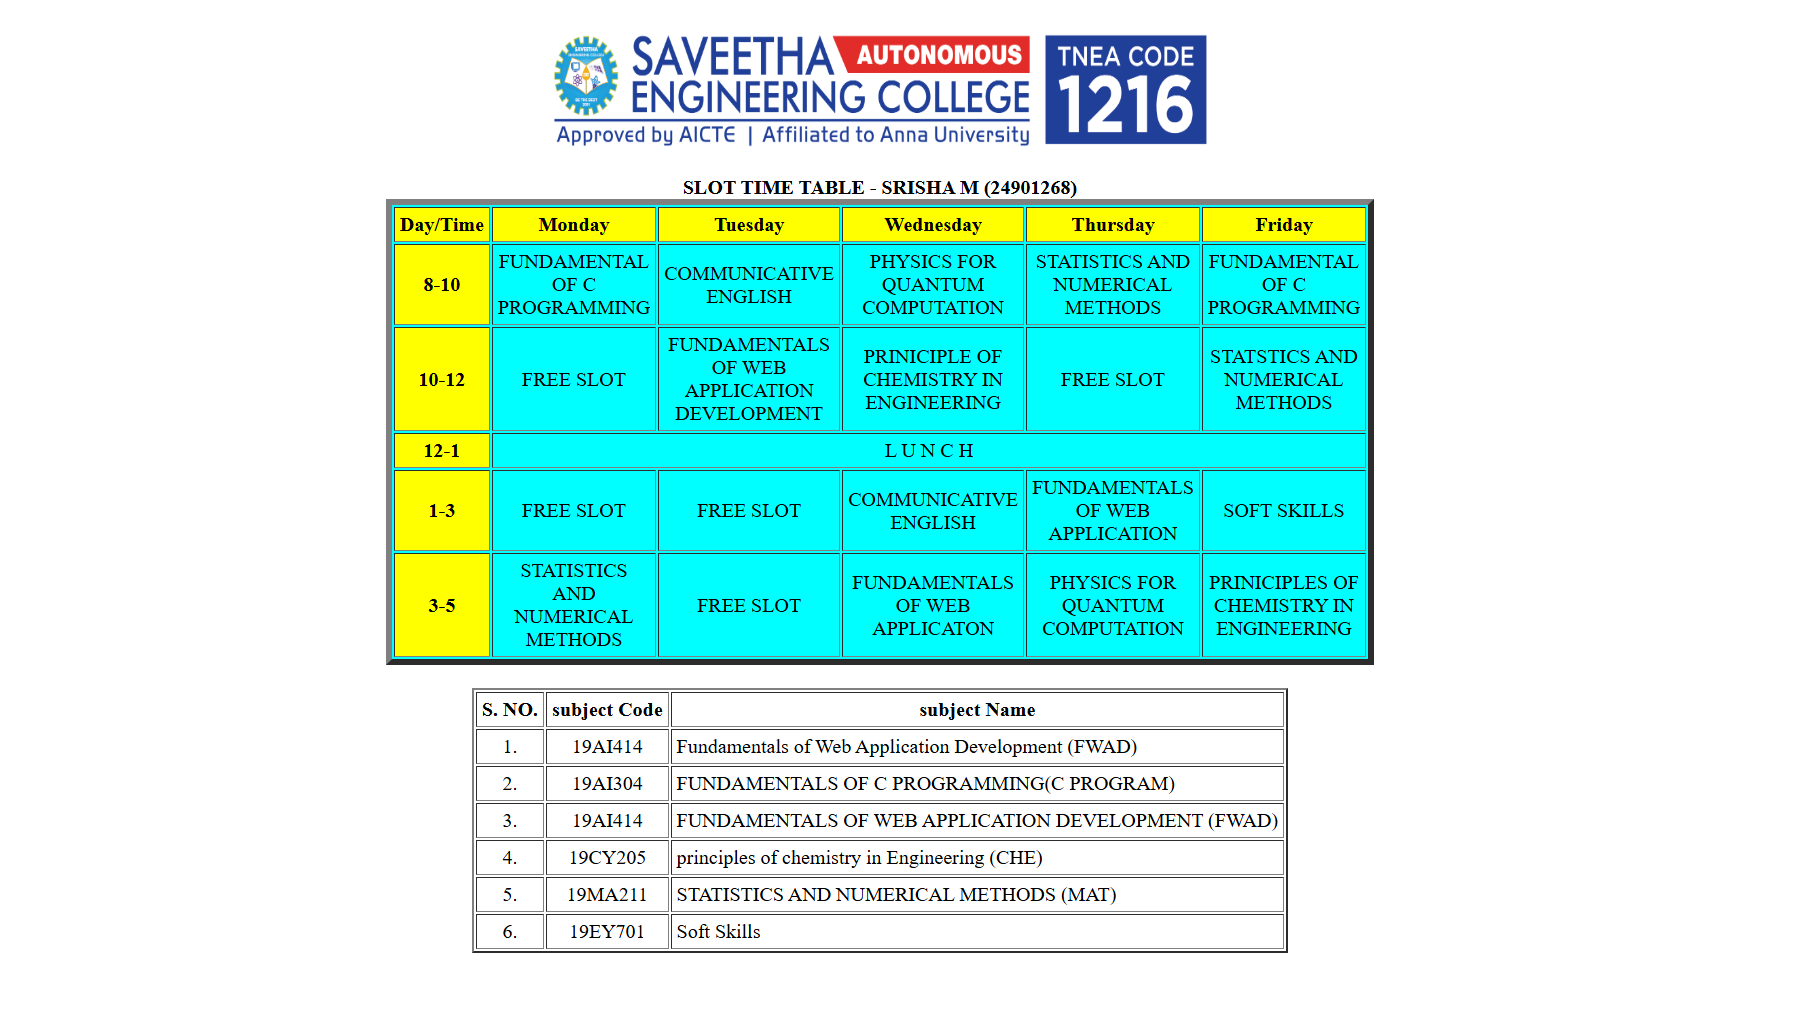 SAVEETHA AUTONOMOUS
ENGINEERING COLLEGE
Approved by AICTE | Affiliated to Anna University
TNEA CODE
1216
SLOT TIME TABLE - SRISHA M (24901268)
Day/Time Monday Tuesday Wednesday Thursday Friday
8-10
FUNDAMENTAL
OF C
PROGRAMMING
COMMUNICATIVE
ENGLISH
PHYSICS FOR
QUANTUM
COMPUTATION
STATISTICS AND
NUMERICAL
METHODS
FUNDAMENTAL
OF C
PROGRAMMING
10-12
FREE SLOT
FUNDAMENTALS
OF WEB
APPLICATION
DEVELOPMENT
PRINICIPLE OF
CHEMISTRY IN
ENGINEERING
FREE SLOT
STATSTICS AND
NUMERICAL
METHODS
12-1
L U N C H
1-3
FREE SLOT
FREE SLOT
COMMUNICATIVE
ENGLISH
FUNDAMENTALS
OF WEB
APPLICATION
SOFT SKILLS
3-5
STATISTICS
AND
NUMERICAL
METHODS
FREE SLOT
FUNDAMENTALS
OF WEB
APPLICATON
PHYSICS FOR
QUANTUM
COMPUTATION
PRINICIPLES OF
CHEMISTRY IN
ENGINEERING
S. NO. subject Code subject Name
1. 19AI414 Fundamentals of Web Application Development (FWAD)
2. 19AI304 FUNDAMENTALS OF C PROGRAMMING(C PROGRAM)
3. 19AI414 FUNDAMENTALS OF WEB APPLICATION DEVELOPMENT (FWAD)
4. 19CY205 principles of chemistry in Engineering (CHE)
5. 19MA211 STATISTICS AND NUMERICAL METHODS (MAT)
6. 19EY701 Soft Skills